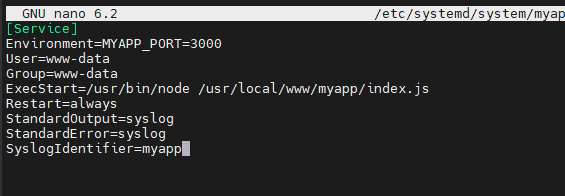 GNU nano 6.2 /etc/systemd/system/myap
[Service]
Environment=MYAPP_PORT=3000
User=www-data
Group=www-data
ExecStart=/usr/bin/node /usr/local/www/myapp/index.js
Restart=always
StandardOutput=syslog
StandardError=syslog
SyslogIdentifier=myapp